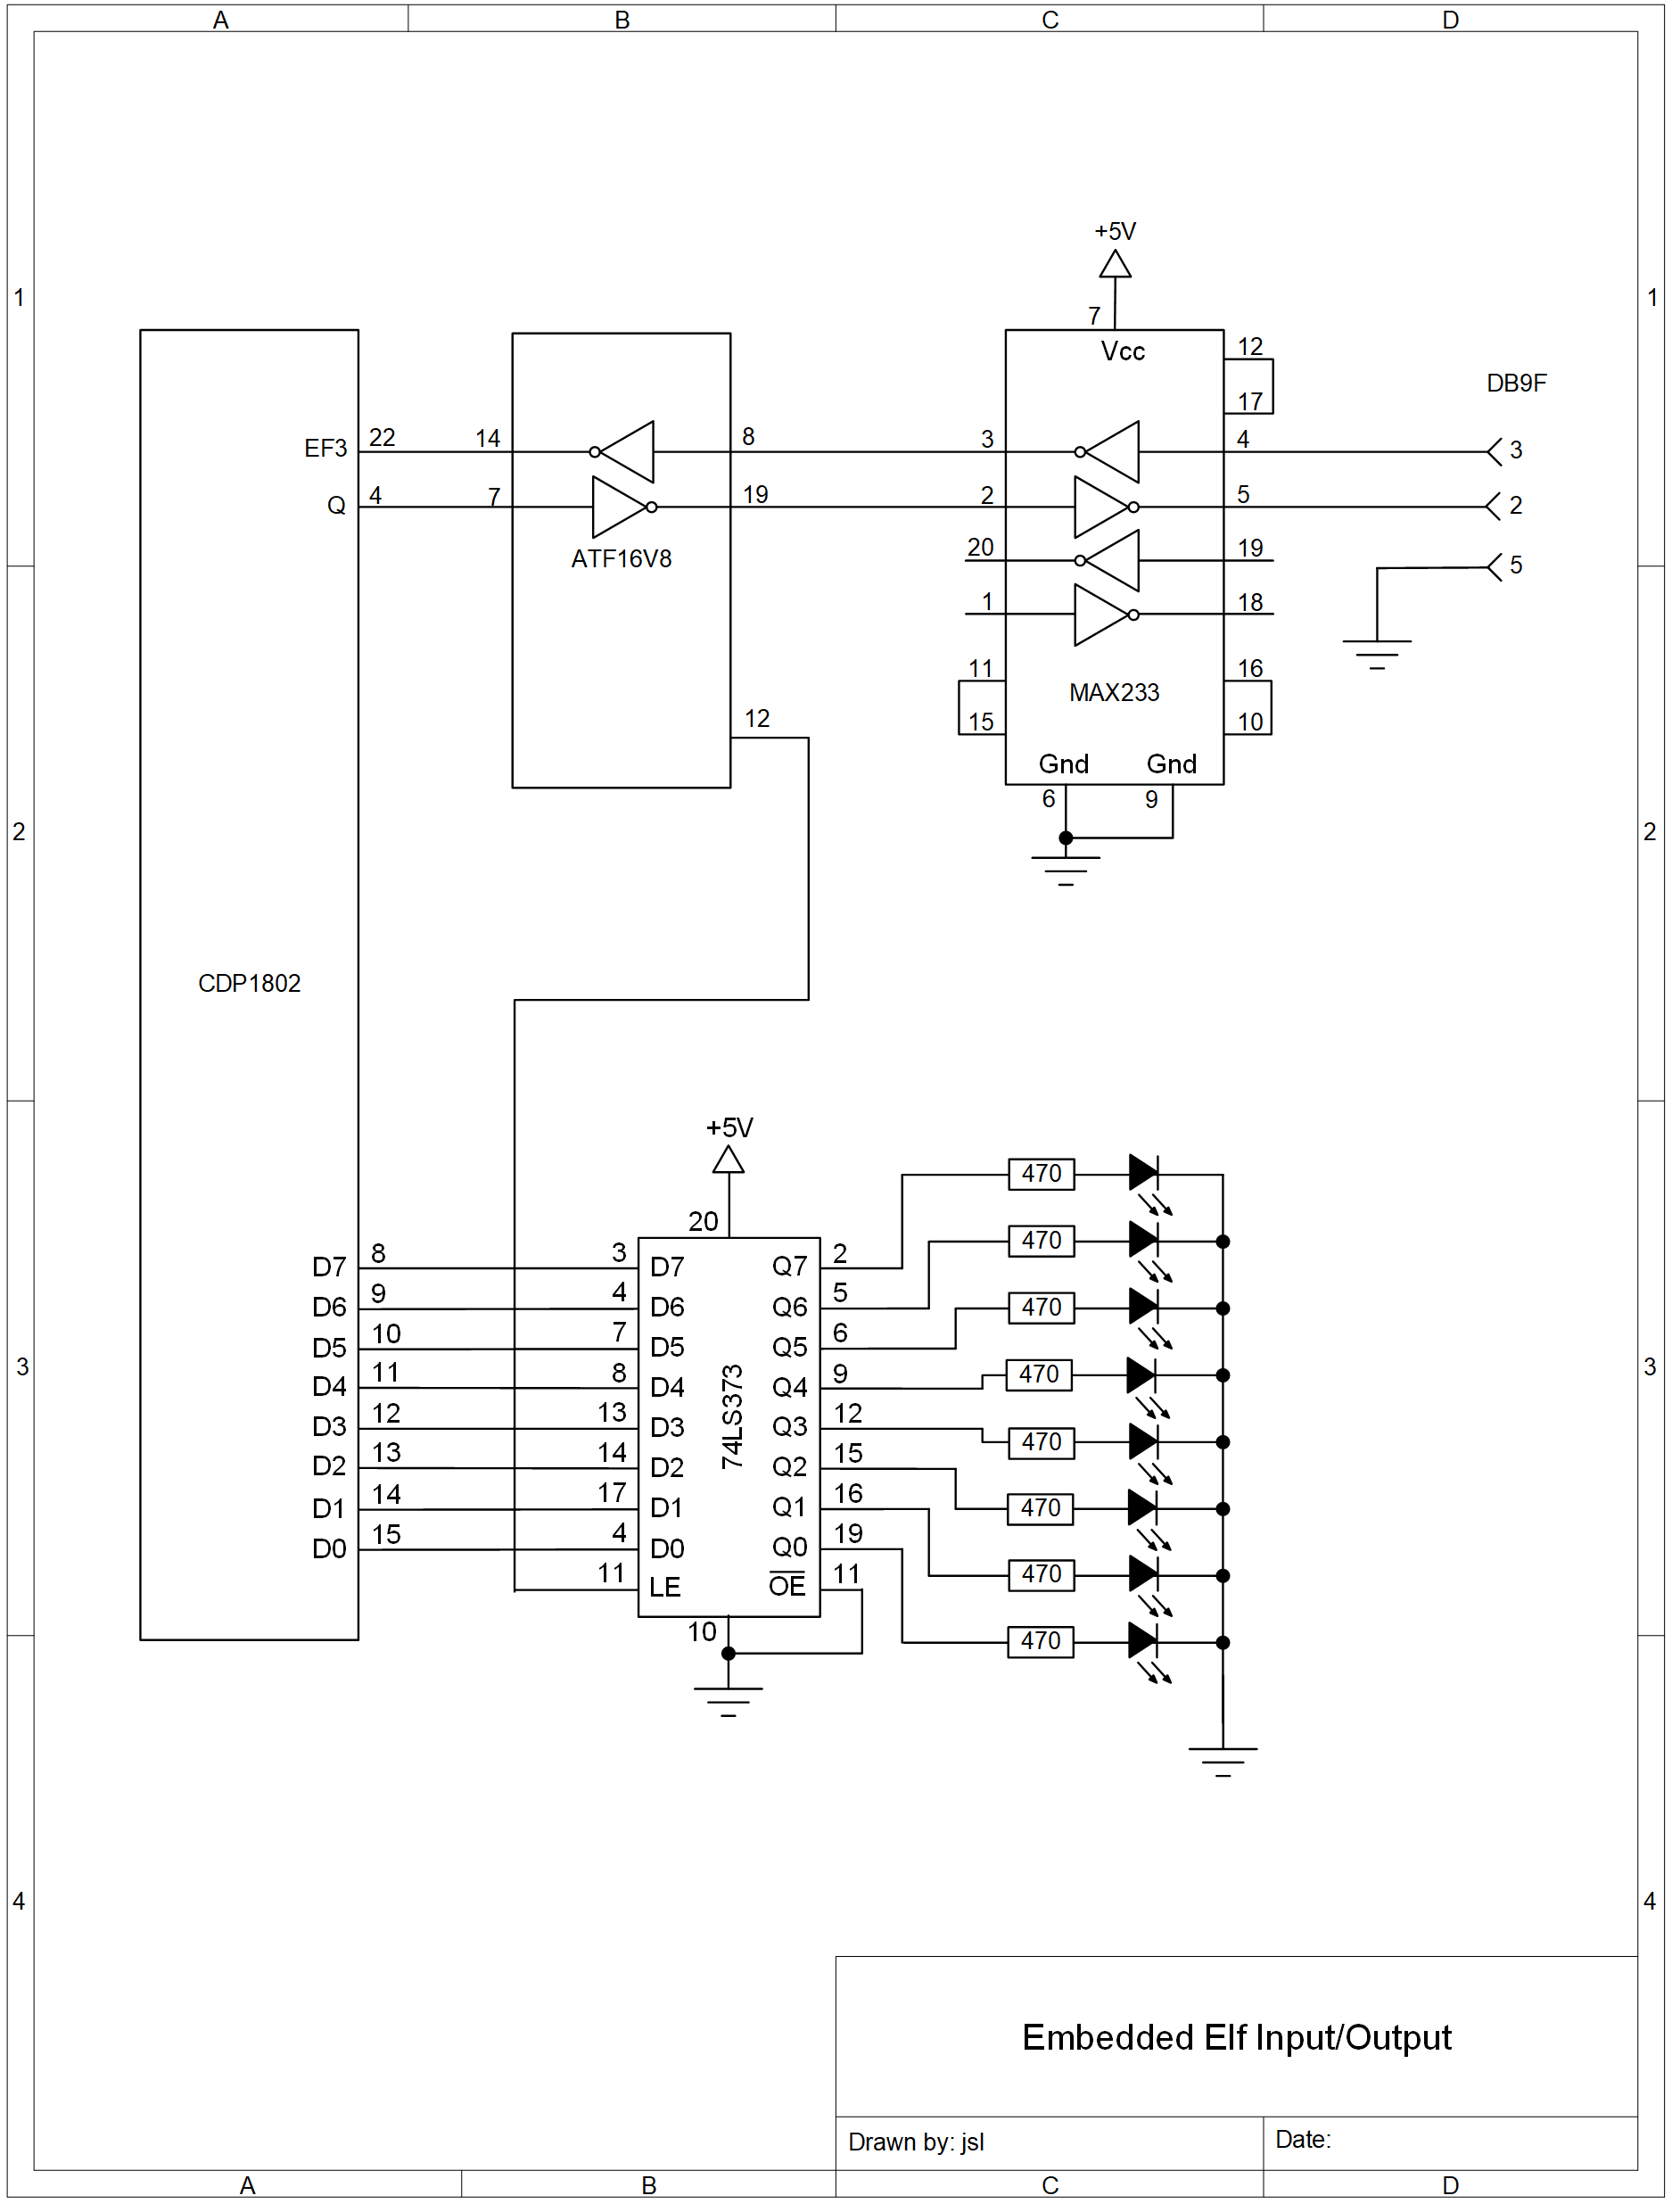 A B C D
+5V
1 7 1
Vcc 12
DB9F
17
EF3 22 14 8 3 4 3
Q 4 7 19 2 5 2
ATF16V8 20 19 5
1 18
11 16
MAX233
12 15 10
Gnd Gnd
6 9
2 2
CDP1802
+5V
470
20 470
D7 8 3 D7 Q7 2
D6 9 4 D6 Q6 5 470
D5 10 7 D5 Q5 6
3 D4 11 8 D4 Q4 9 470 3
D3 12 13 D3 Q3 12 470
D2 13 14 D2 Q2 15
D1 14 17 D1 Q1 16 470
D0 15 4 D0 Q0 19
11 LE OE 11 470
74LS373
10 470
4 4
Embedded Elf Input/Output
Drawn by: jsl Date:
A B C D